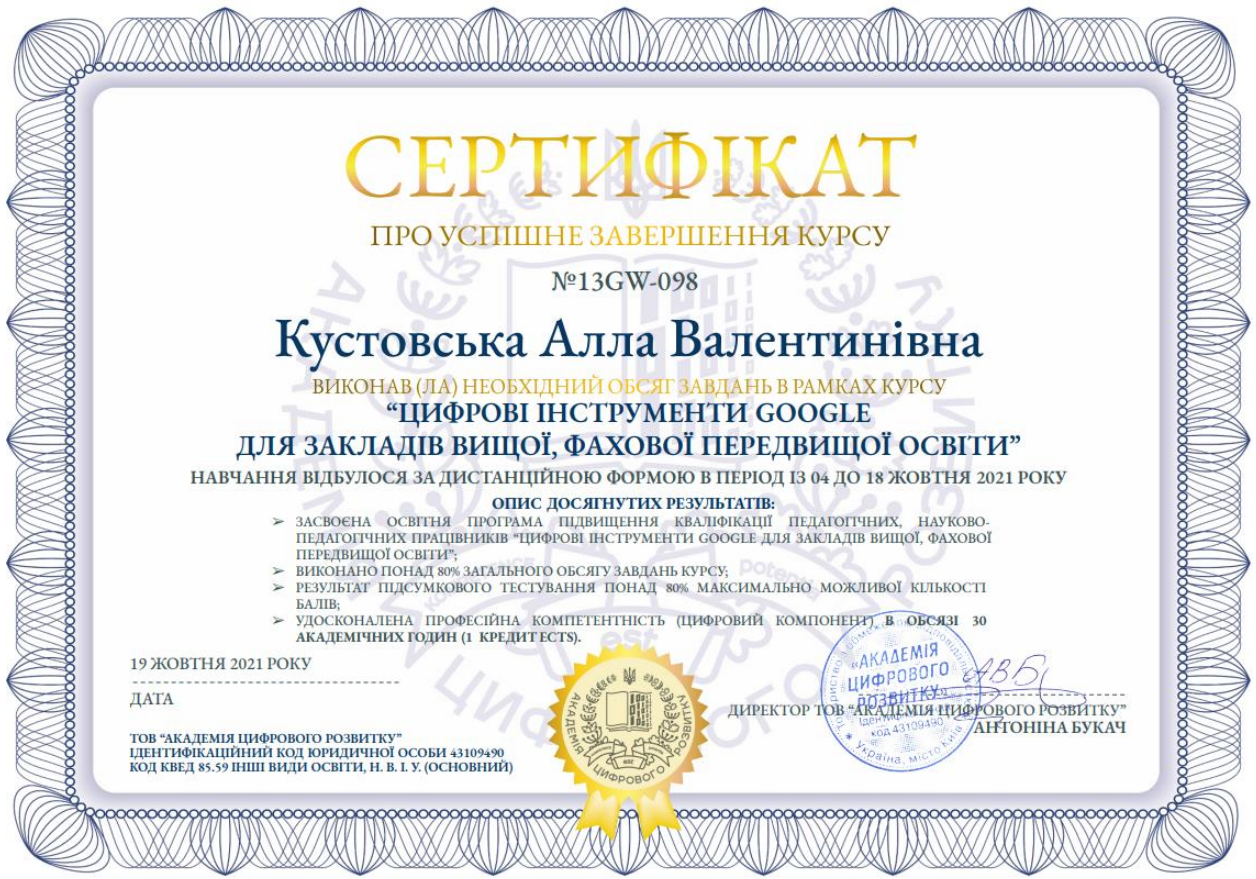 СЕРТИФІКАТ
ПРО УСПІШНЕ ЗАВЕРШЕННЯ КУРСУ
№13GW-098
Кустовська Алла Валентинівна
ВИКОНАВ (ЛА) НЕОБХІДНИЙ ОБСЯГ ЗАВДАНЬ В РАМКАХ КУРСУ
“ЦИФРОВІ ІНСТРУМЕНТИ GOOGLE
ДЛЯ ЗАКЛАДІВ ВИЩОЇ, ФАХОВОЇ ПЕРЕДВИЩОЇ ОСВІТИ”
НАВЧАННЯ ВІДБУЛОСЯ ЗА ДИСТАНЦІЙНОЮ ФОРМОЮ В ПЕРІОД ІЗ 04 ДО 18 ЖОВТНЯ 2021 РОКУ
ОПИС ДОСЯГНУТИХ РЕЗУЛЬТАТІВ:
➢ ЗАСВОЄНА ОСВІТНЯ ПРОГРАМА ПІДВИЩЕННЯ КВАЛІФІКАЦІЇ ПЕДАГОГІЧНИХ, НАУКОВО-
ПЕДАГОГІЧНИХ ПРАЦІВНИКІВ “ЦИФРОВІ ІНСТРУМЕНТИ GOOGLE ДЛЯ ЗАКЛАДІВ ВИЩОЇ, ФАХОВОЇ
ПЕРЕДВИЩОЇ ОСВІТИ”;
➢ ВИКОНАНО ПОНАД 80% ЗАГАЛЬНОГО ОБСЯГУ ЗАВДАНЬ КУРСУ;
➢ РЕЗУЛЬТАТ ПІДСУМКОВОГО ТЕСТУВАННЯ ПОНАД 80% МАКСИМАЛЬНО МОЖЛИВОЇ КІЛЬКОСТІ
БАЛІВ;
➢ УДОСКОНАЛЕНА ПРОФЕСІЙНА КОМПЕТЕНТНІСТЬ (ЦИФРОВИЙ КОМПОНЕНТ) В ОБСЯЗІ 30
АКАДЕМІЧНИХ ГОДИН (1 КРЕДИТ ECTS).
19 ЖОВТНЯ 2021 РОКУ
ДАТА
ТОВ “АКАДЕМІЯ ЦИФРОВОГО РОЗВИТКУ”
ІДЕНТИФІКАЦІЙНИЙ КОД ЮРИДИЧНОЇ ОСОБИ 43109490
КОД КВЕД 85.59 ІНШІ ВИДИ ОСВІТИ, Н. В. І. У. (ОСНОВНИЙ)
АКАДЕМІЯ ЦИФРОВОГО РОЗВИТКУ
est
«АКАДЕМІЯ
ЦИФРОВОГО
РОЗВИТКУ»
код 43109490
Україна, місто Київ
ДИРЕКТОР ТОВ “АКАДЕМІЯ ЦИФРОВОГО РОЗВИТКУ”
АНТОНІНА БУКАЧ